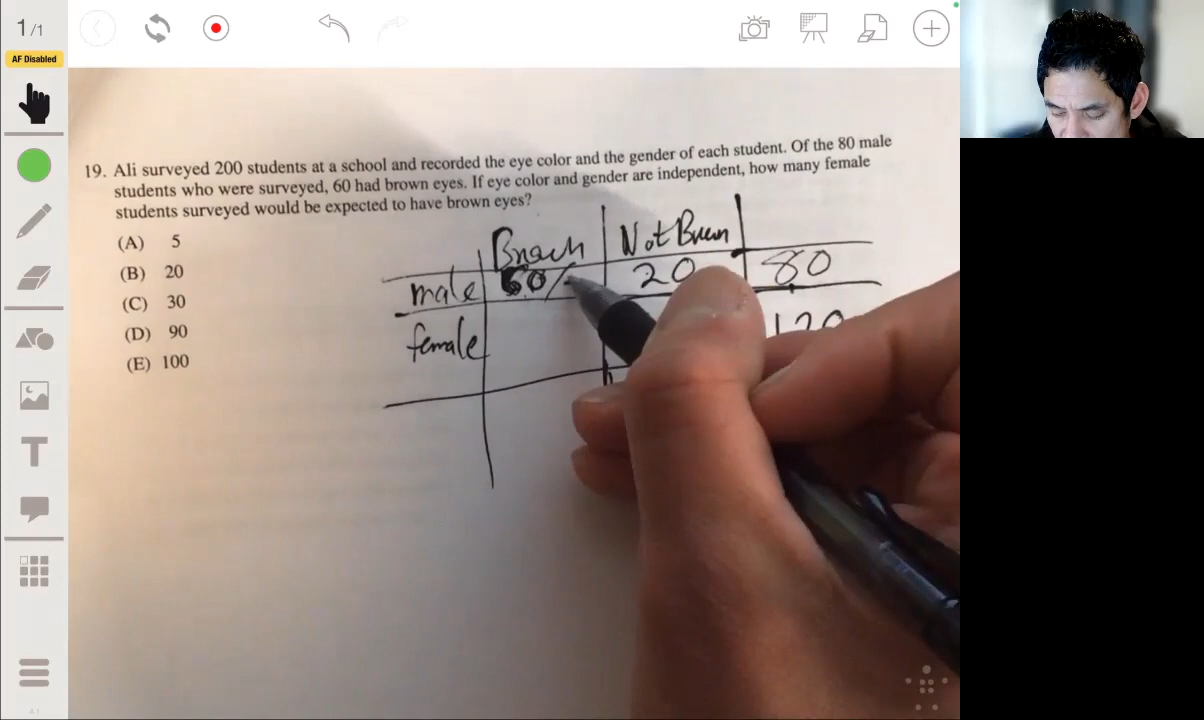 1/1
AF Disabled
19. Ali surveyed 200 students at a school and recorded the eye color and the gender of each student. Of the 80 male
students who were surveyed, 60 had brown eyes. If eye color and gender are independent, how many female
students surveyed would be expected to have brown eyes?
(A) 5
(B) 20
(C) 30
(D) 90
(E) 100
Not
male 60/ 20 80
female 120
T